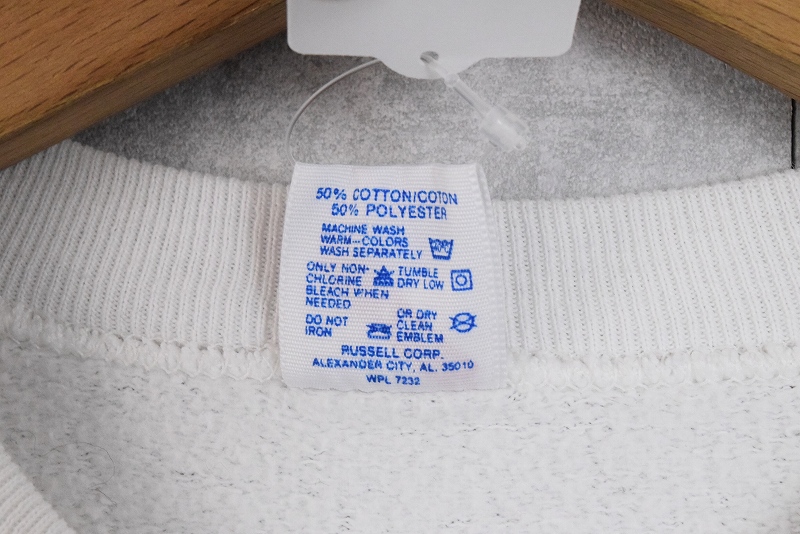 50% COTTON/COTON
50% POLYESTER
MACHINE WASH
WARM-COLORS
WASH SEPARATELY
ONLY NON-
CHLORINE
BLEACH WHEN
NEEDED
TUMBLE
DRY LOW
DO NOT
IRON
OR DRY
CLEAN
EMBLEM
RUSSELL CORP.
ALEXANDER CITY, AL. 35010
WPL 7232